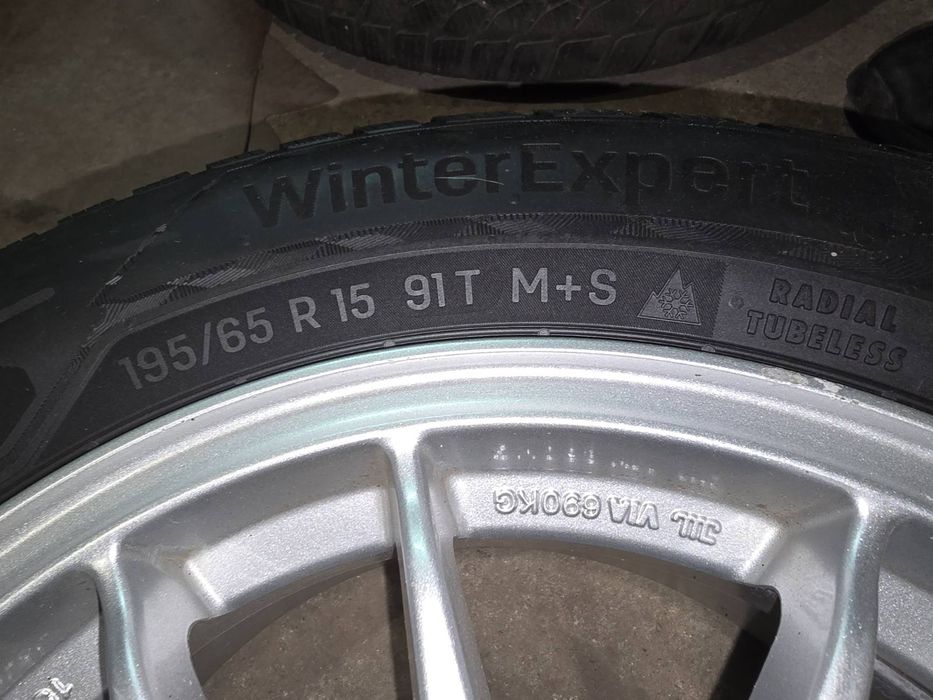 WinterExpert
195/65 R 15 91T M+S
RADIAL
TUBELESS
JWL VIA 690KG